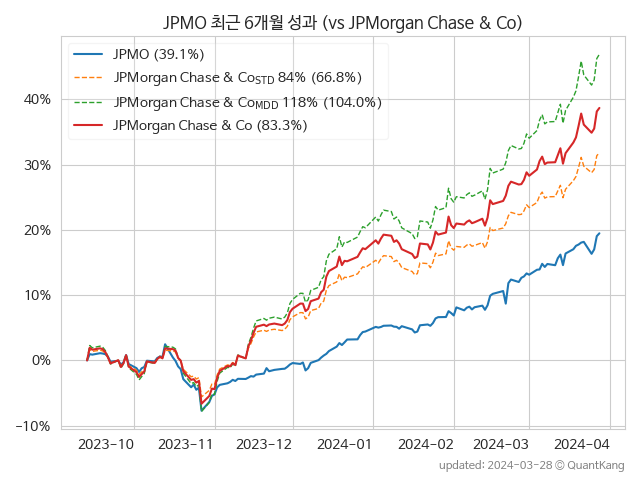 JPMO 최근 6개월 성과 (vs JPMorgan Chase & Co)
JPMO (39.1%)
JPMorgan Chase & Co_STD 84% (66.8%)
JPMorgan Chase & Co_MDD 118% (104.0%)
JPMorgan Chase & Co (83.3%)
40%
30%
20%
10%
0%
−10%
2023-10 2023-11 2023-12 2024-01 2024-02 2024-03 2024-04
updated: 2024-03-28 © QuantKang